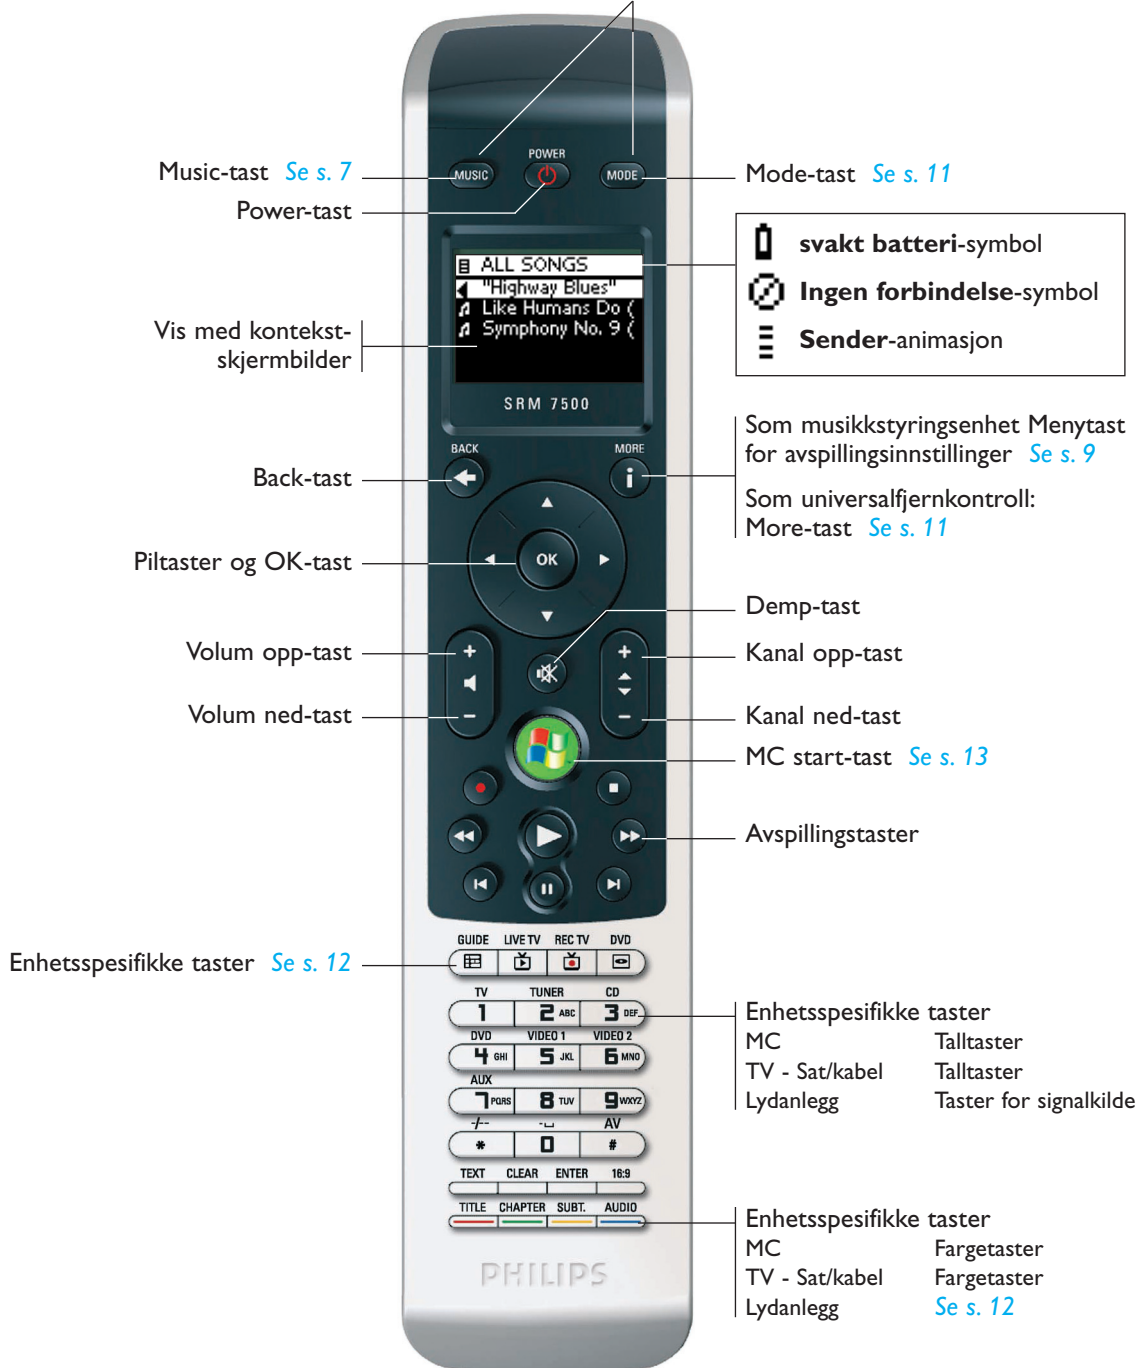 POWER
MUSIC
MODE
Music-tast Se s. 7
Mode-tast Se s. 11
Power-tast
ALL SONGS
"Highway Blues"
Like Humans Do (
Symphony No. 9 (
svakt batteri-symbol
Ingen forbindelse-symbol
Sender-animasjon
Vis med kontekst-
skjermbilder
SRM 7500
BACK
MORE
Som musikkstyringsenhet Menytast
for avspillingsinnstillinger Se s. 9
Back-tast
i
Som universalfjernkontroll:
More-tast Se s. 11
Piltaster og OK-tast
OK
Demp-tast
Volum opp-tast
+
+
Kanal opp-tast
Volum ned-tast
-
-
Kanal ned-tast
MC start-tast Se s. 13
Avspillingstaster
GUIDE LIVE TV REC TV DVD
Enhetsspesifikke taster Se s. 12
TV TUNER CD
1 2 ABC 3 DEF
Enhetsspesifikke taster
MC Talltaster
TV - Sat/kabel Talltaster
Lydanlegg Taster for signalkilde
DVD VIDEO 1 VIDEO 2
4 GHI 5 JKL 6 MNO
AUX
7 PQRS 8 TUV 9 WXYZ
-/-- -⌴ AV
* 0 #
TEXT CLEAR ENTER 16:9
TITLE CHAPTER SUBT. AUDIO
Enhetsspesifikke taster
MC Fargetaster
TV - Sat/kabel Fargetaster
Lydanlegg Se s. 12
PHILIPS